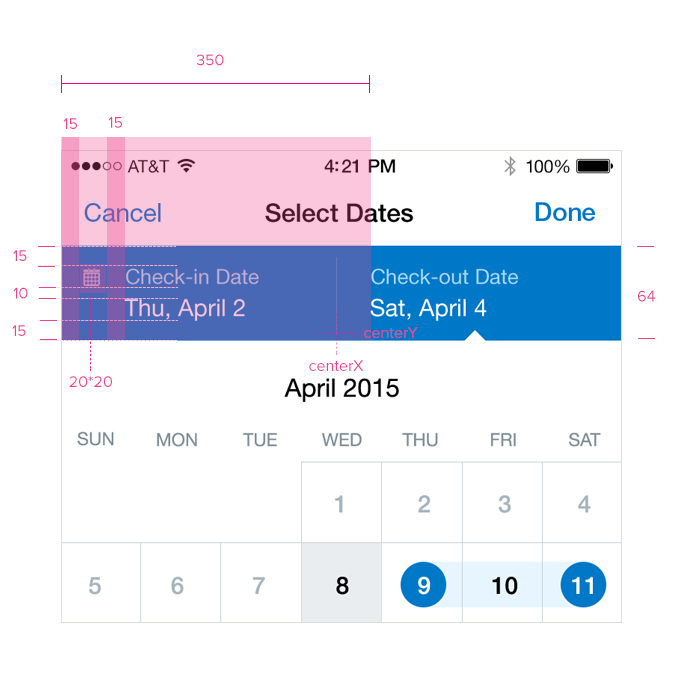 350
15 15
AT&T 4:21 PM 100%
Cancel Select Dates Done
15
Check-in Date Check-out Date
10
64
Thu, April 2 Sat, April 4
15
centerY
centerX
20*20
April 2015
SUN MON TUE WED THU FRI SAT
1 2 3 4
5 6 7 8 9 10 11